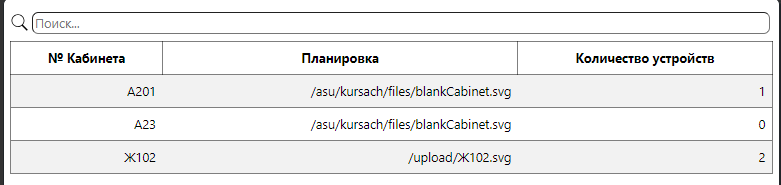 Поиск...
№ Кабинета Планировка Количество устройств
А201 /asu/kursach/files/blankCabinet.svg 1
А23 /asu/kursach/files/blankCabinet.svg 0
Ж102 /upload/Ж102.svg 2